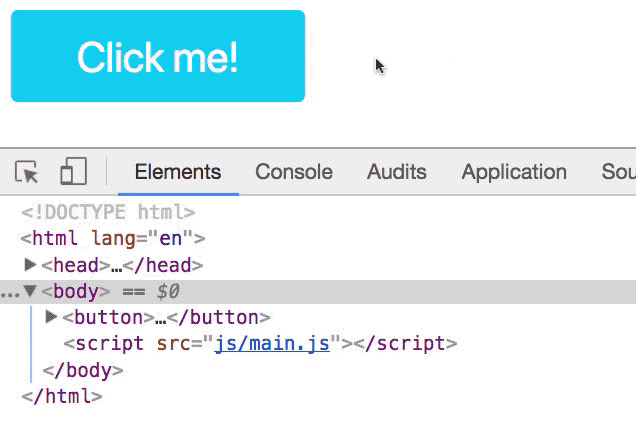 Click me!
Elements Console Audits Application Sou
<!DOCTYPE html>
<html lang="en">
<head>…</head>
… <body> == $0
<button>…</button>
<script src="js/main.js"></script>
</body>
</html>